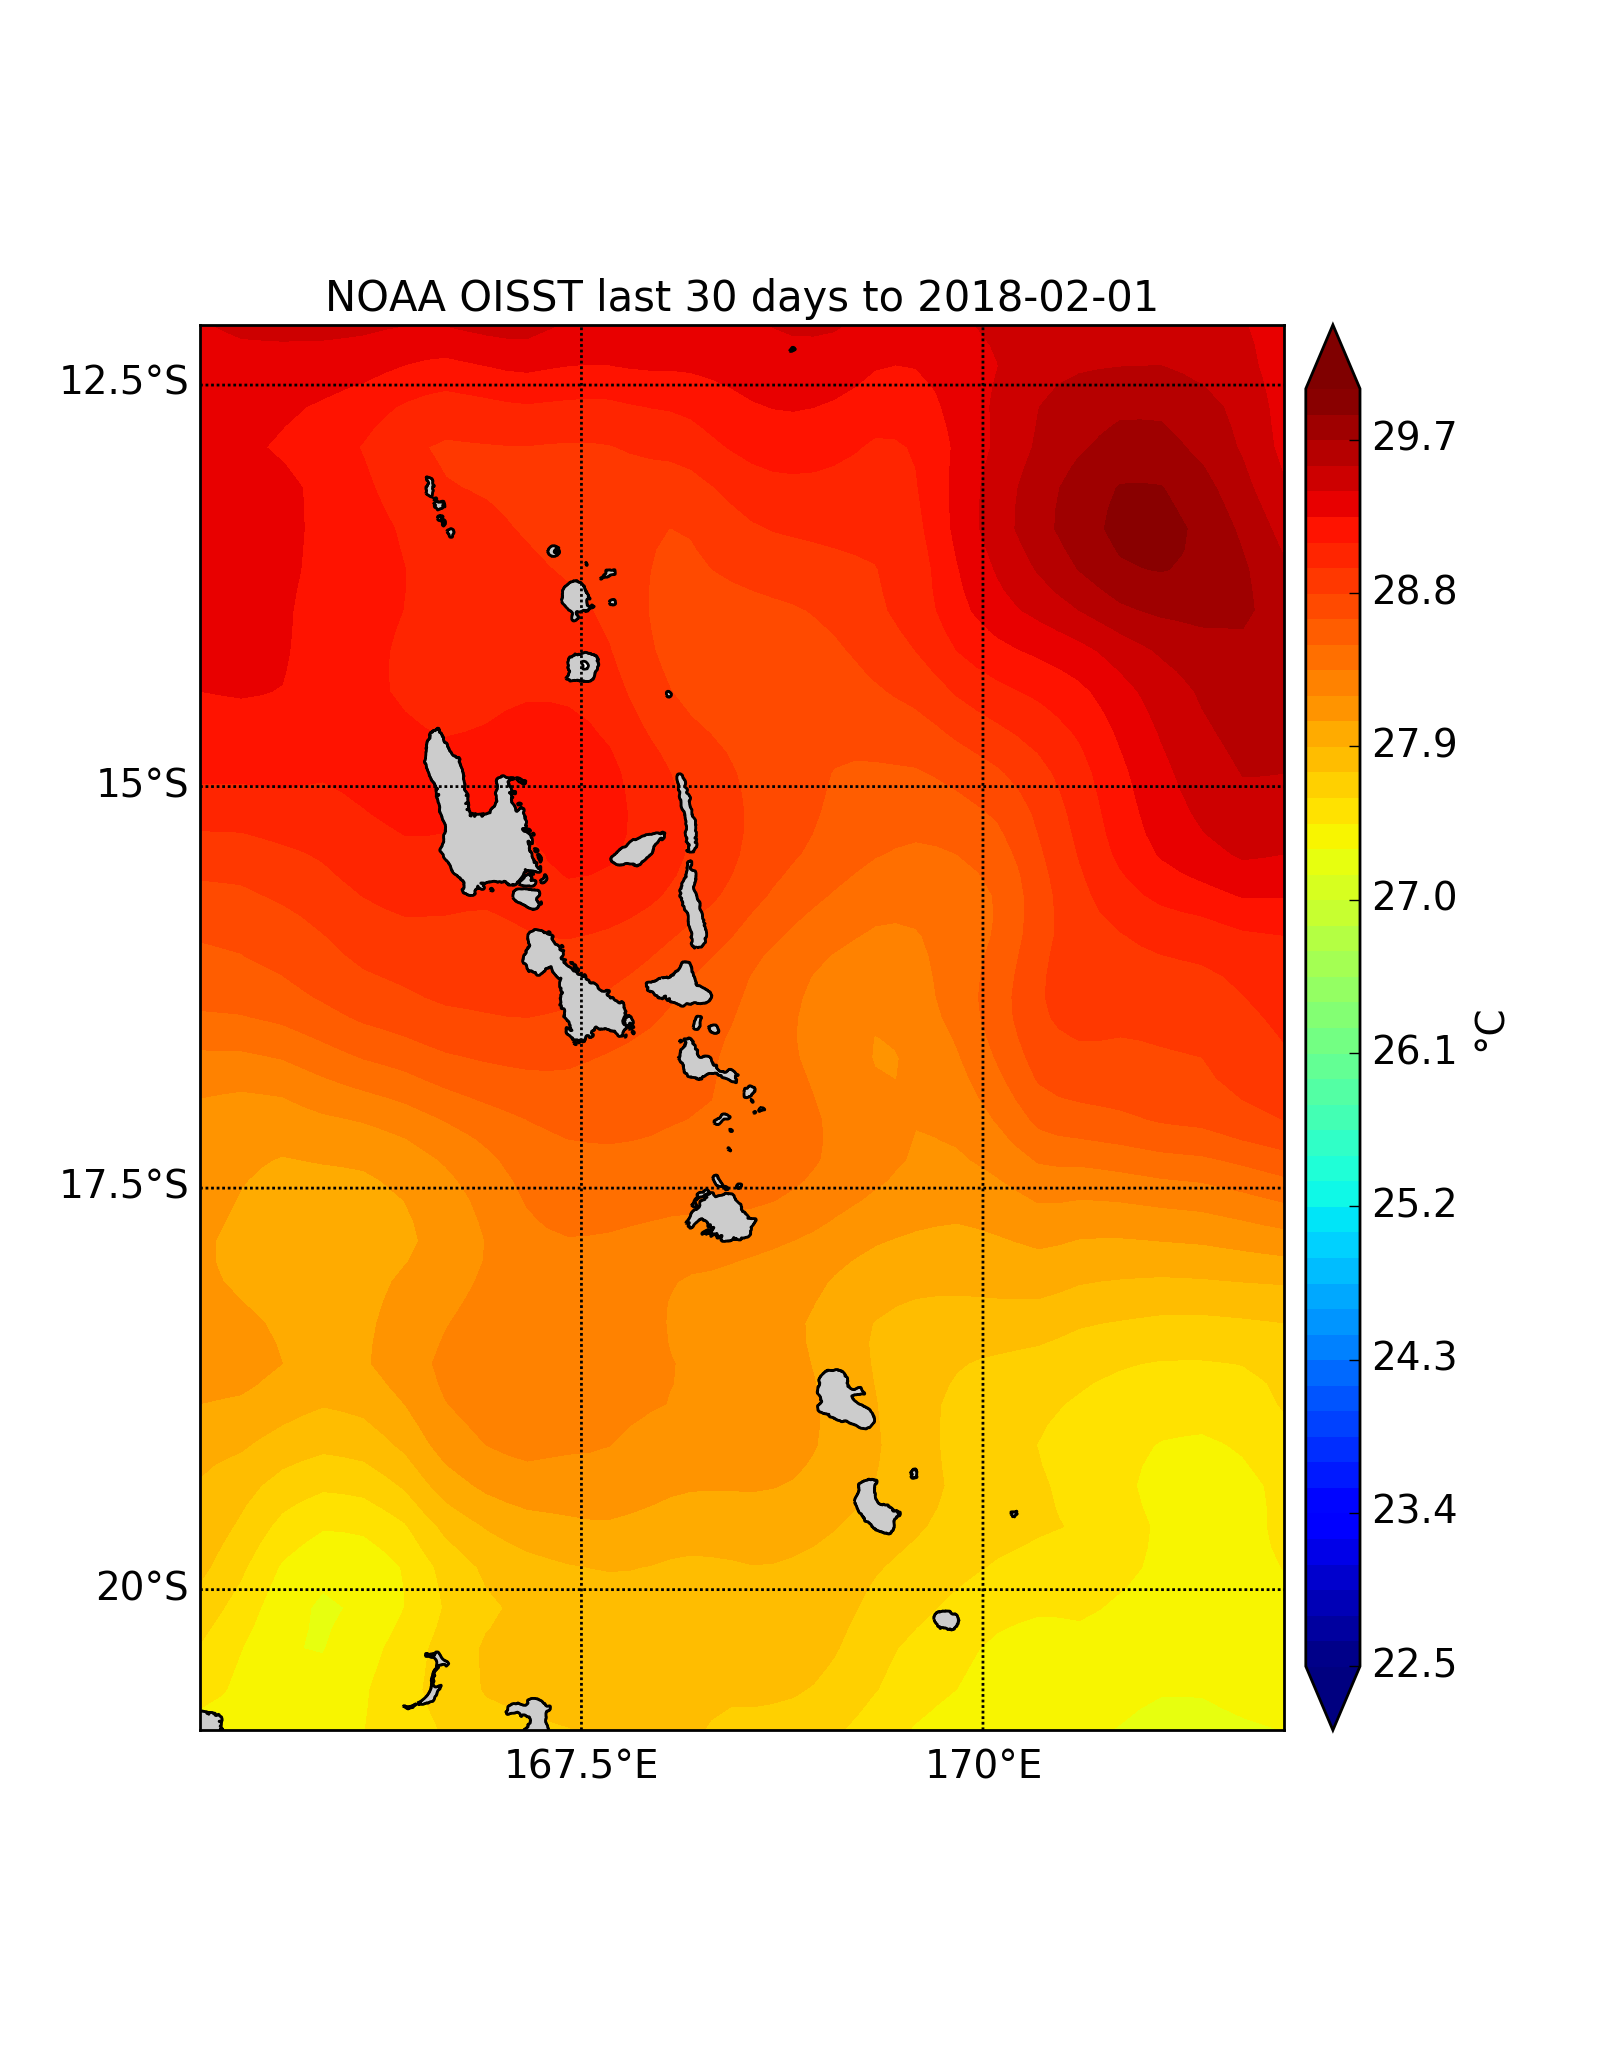 NOAA OISST last 30 days to 2018-02-01
12.5°S
15°S
17.5°S
20°S
167.5°E
170°E
29.7
28.8
27.9
27.0
26.1
25.2
24.3
23.4
22.5
°C